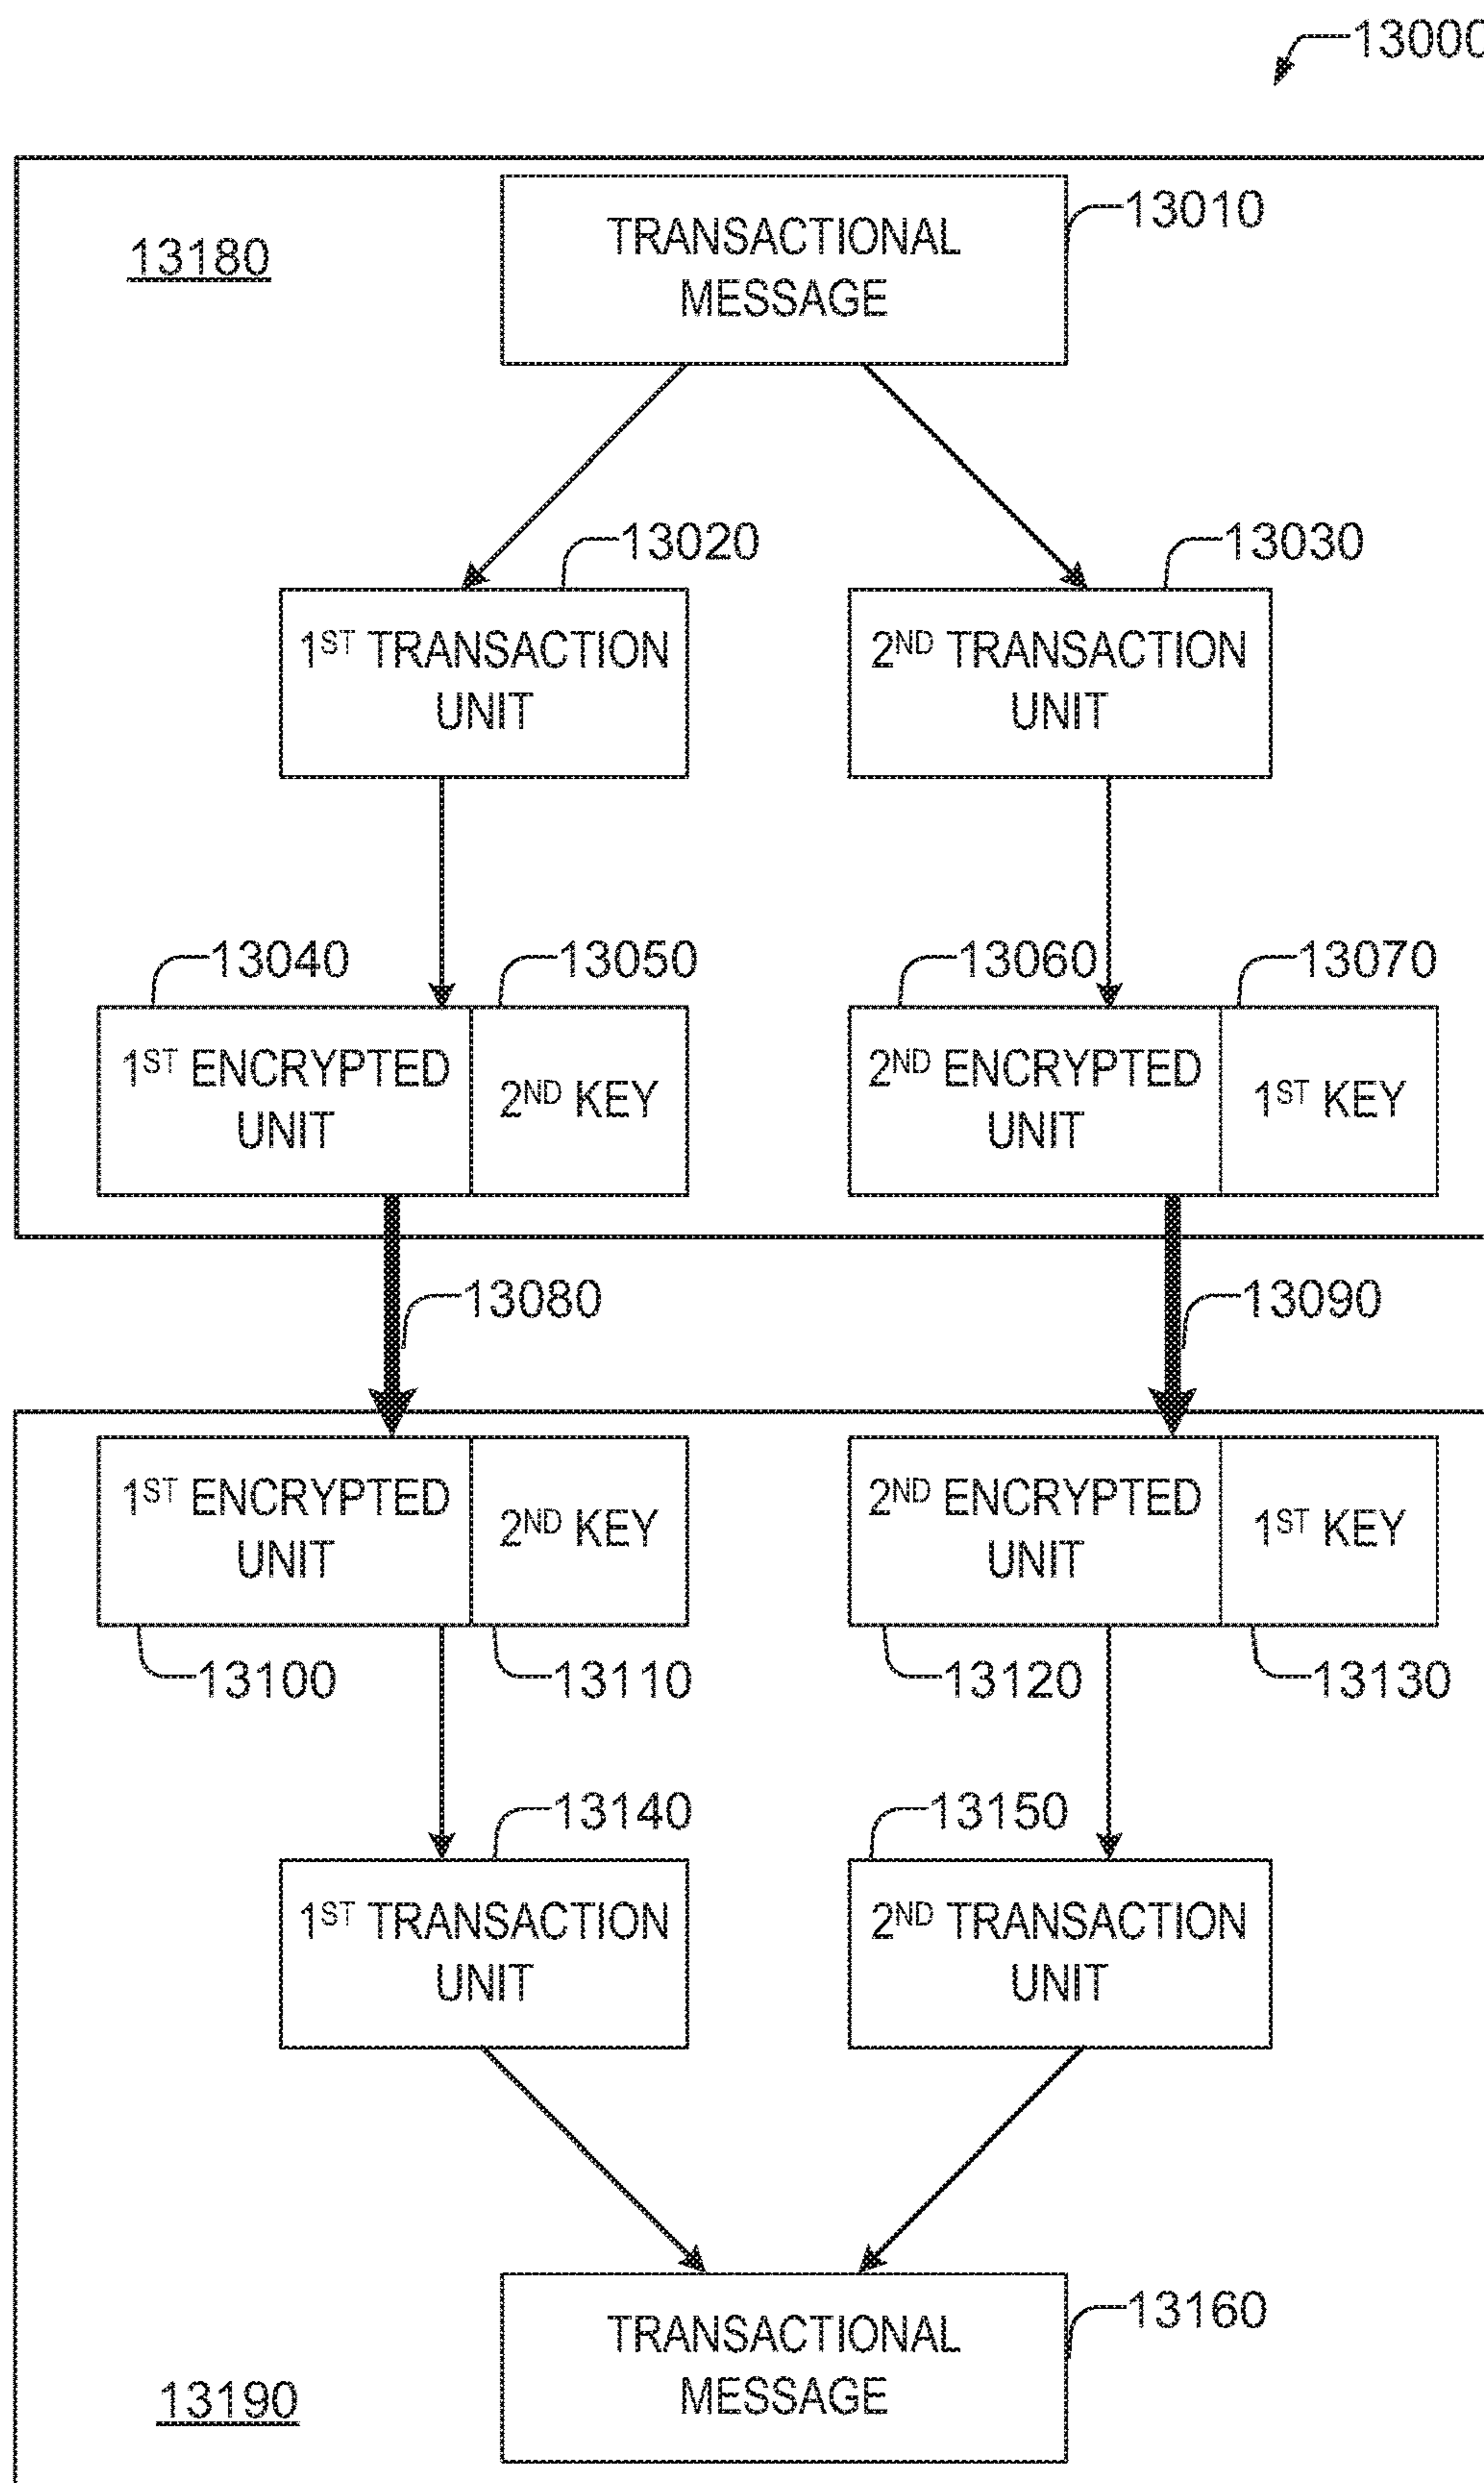 13000
13180
TRANSACTIONAL
MESSAGE
13010
13020
13030
1ST TRANSACTION
UNIT
2ND TRANSACTION
UNIT
13040
13050
13060
13070
1ST ENCRYPTED
UNIT
2ND KEY
2ND ENCRYPTED
UNIT
1ST KEY
13080
13090
1ST ENCRYPTED
UNIT
2ND KEY
2ND ENCRYPTED
UNIT
1ST KEY
13100
13110
13120
13130
13140
13150
1ST TRANSACTION
UNIT
2ND TRANSACTION
UNIT
TRANSACTIONAL
MESSAGE
13160
13190